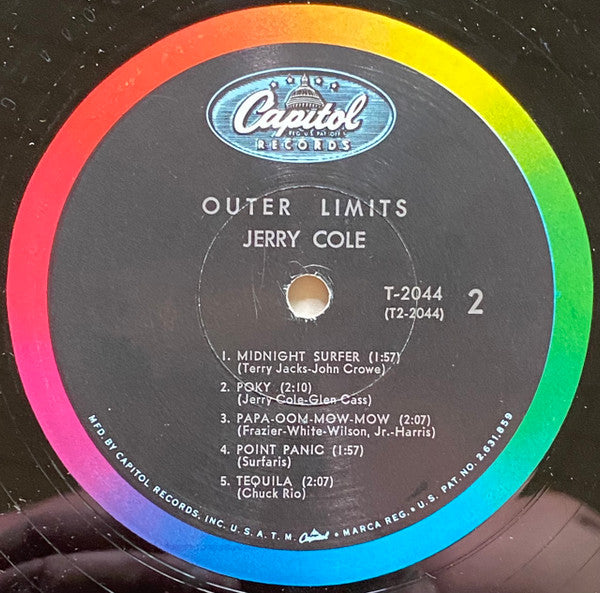 Capitol
REG. U.S. PAT. OFF.
RECORDS
OUTER LIMITS
JERRY COLE
T-2044
(T2-2044)
2
1. MIDNIGHT SURFER (1:57)
(Terry Jacks-John Crowe)
2. POKY (2:10)
(Jerry Cole-Glen Cass)
3. PAPA-OOM-MOW-MOW (2:07)
(Frazier-White-Wilson, Jr.-Harris)
4. POINT PANIC (1:57)
(Surfaris)
5. TEQUILA (2:07)
(Chuck Rio)
MFD. BY CAPITOL RECORDS, INC. U.S.A. T.M. Capitol • MARCA REG. • U.S. PAT. NO. 2,631,859